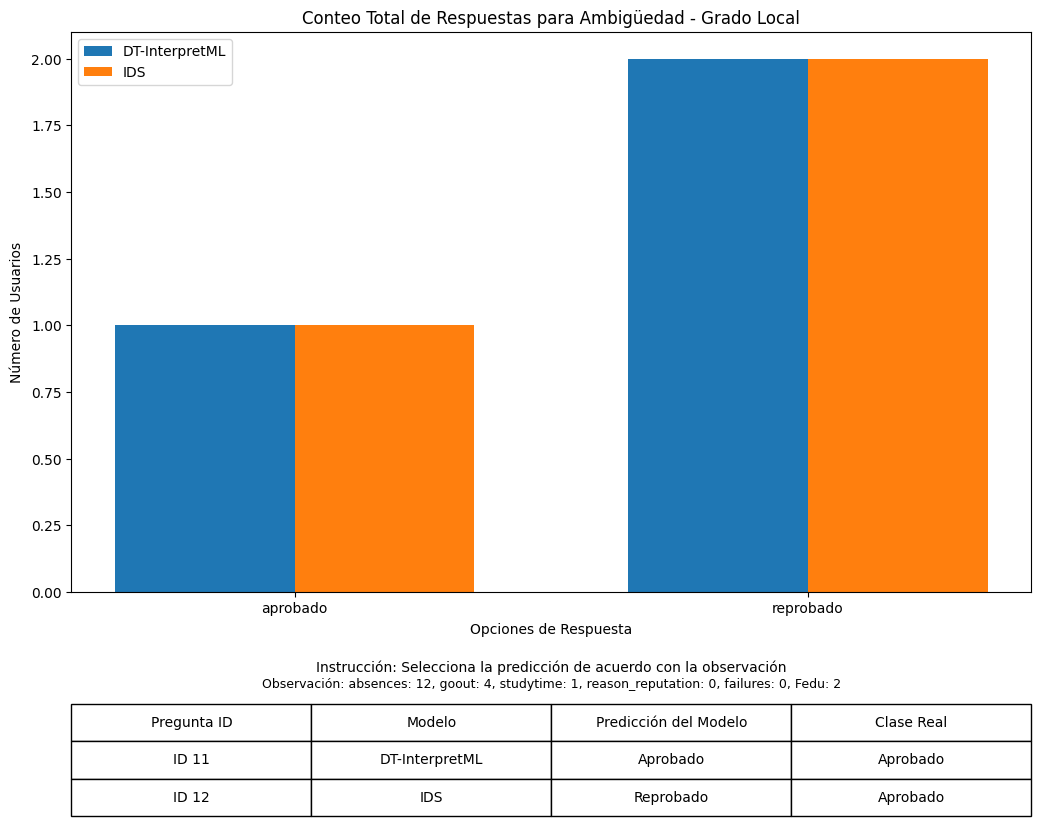 Conteo Total de Respuestas para Ambigüedad - Grado Local
DT-InterpretML
IDS
Número de Usuarios
2.00
1.75
1.50
1.25
1.00
0.75
0.50
0.25
0.00
aprobado reprobado
Opciones de Respuesta
Instrucción: Selecciona la predicción de acuerdo con la observación
Observación: absences: 12, goout: 4, studytime: 1, reason_reputation: 0, failures: 0, Fedu: 2
Pregunta ID Modelo Predicción del Modelo Clase Real
ID 11 DT-InterpretML Aprobado Aprobado
ID 12 IDS Reprobado Aprobado